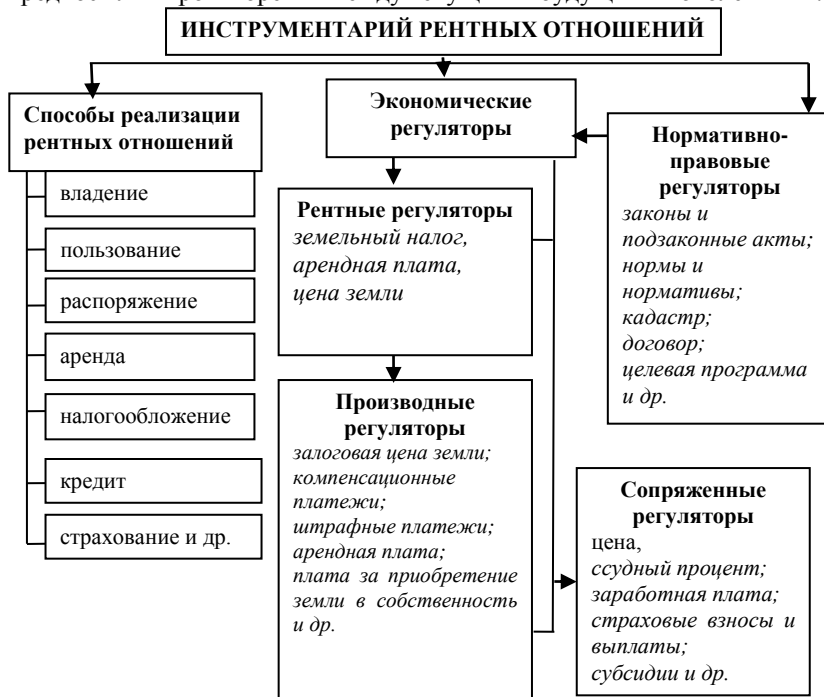 ИНСТРУМЕНТАРИЙ РЕНТНЫХ ОТНОШЕНИЙ
Способы реализации
рентных отношений
владение
пользование
распоряжение
аренда
налогообложение
кредит
страхование и др.
Экономические
регуляторы
Рентные регуляторы
земельный налог,
арендная плата,
цена земли
Производные
регуляторы
залоговая цена земли;
компенсационные
платежи;
штрафные платежи;
арендная плата;
плата за приобретение
земли в собственность
и др.
Нормативно-
правовые
регуляторы
законы и
подзаконные акты;
нормы и
нормативы;
кадастр;
договор;
целевая программа
и др.
Сопряженные
регуляторы
цена,
ссудный процент;
заработная плата;
страховые взносы и
выплаты;
субсидии и др.